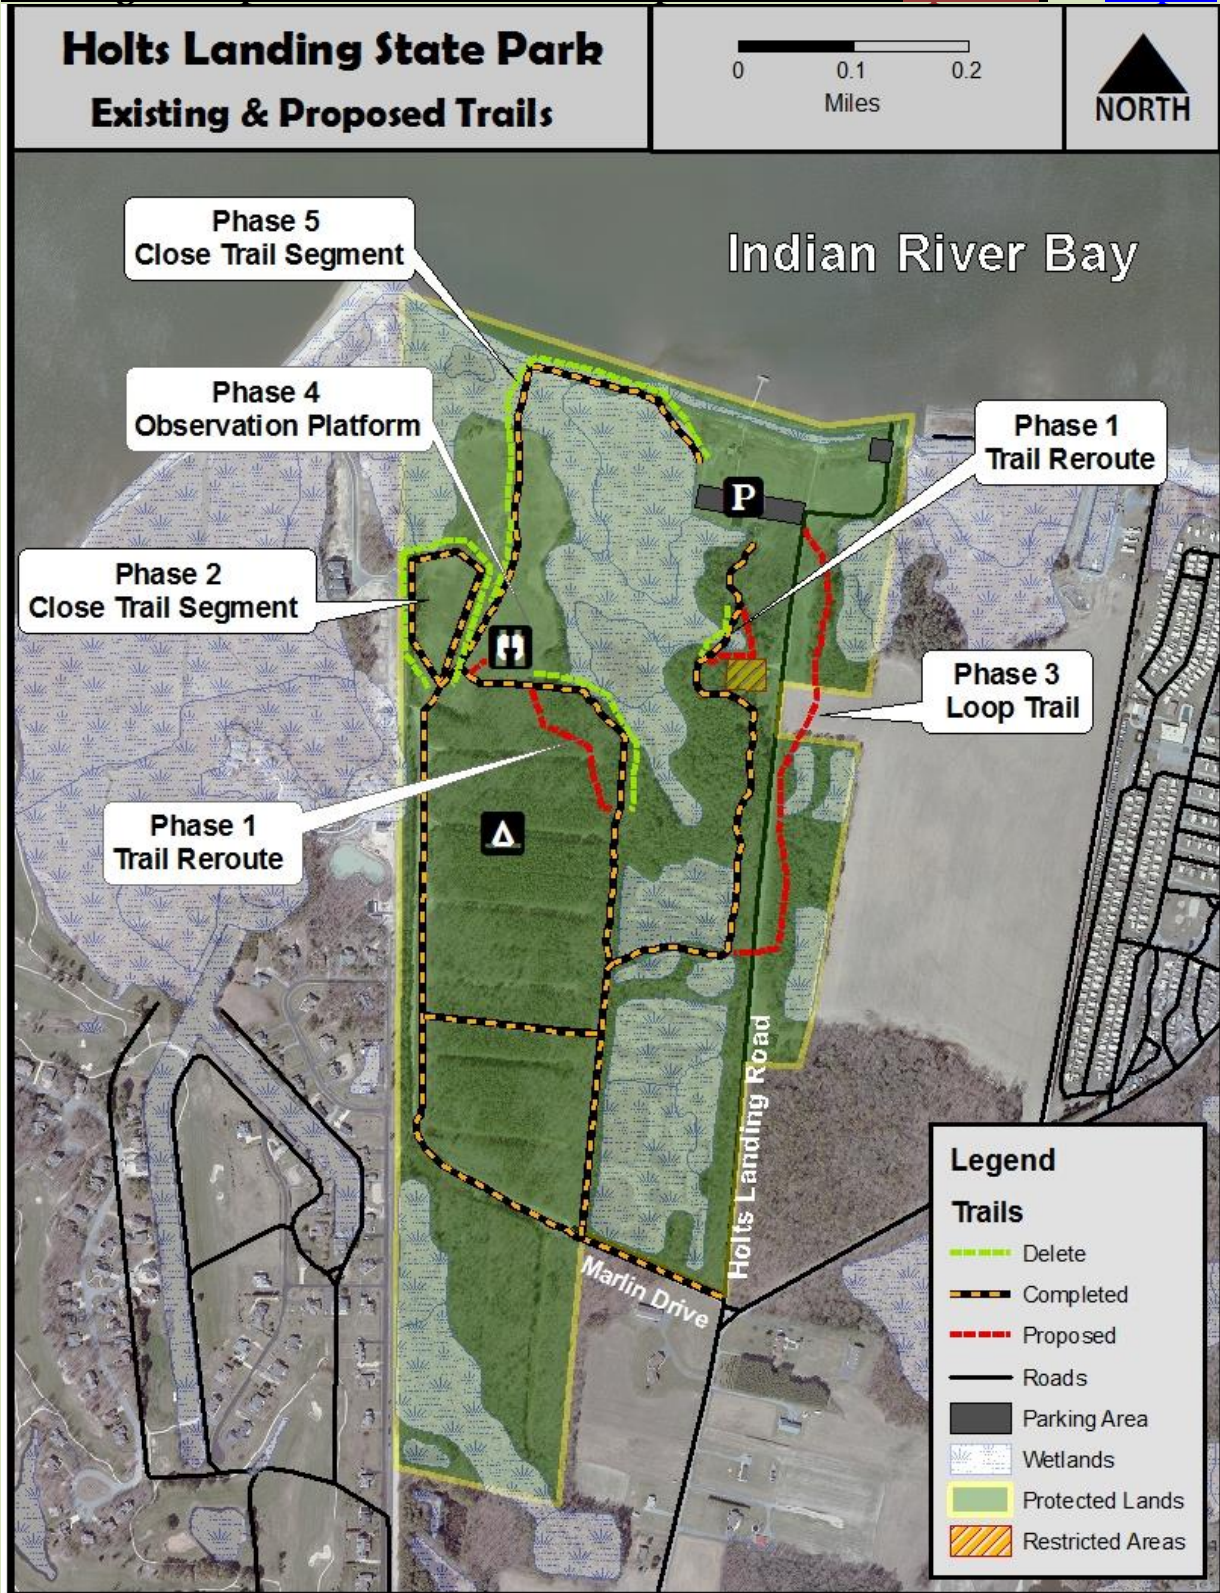 Holts Landing State Park
Existing & Proposed Trails
0 0.1 0.2
Miles
NORTH
Indian River Bay
Phase 5
Close Trail Segment
Phase 4
Observation Platform
Phase 1
Trail Reroute
P
Phase 2
Close Trail Segment
Phase 3
Loop Trail
Phase 1
Trail Reroute
Holts Landing Road
Marlin Drive
Legend
Trails
Delete
Completed
Proposed
Roads
Parking Area
Wetlands
Protected Lands
Restricted Areas